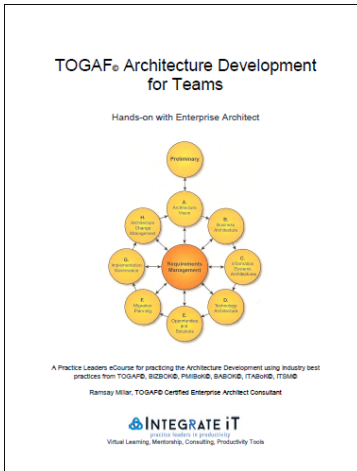 TOGAF© Architecture Development
for Teams
Hands-on with Enterprise Architect
Preliminary
A.
Architecture
Vision
H.
Architecture
Change
Management
B.
Business
Architecture
G.
Implementation
Governance
Requirements
Management
C.
Information
Systems
Architectures
F.
Migration
Planning
D.
Technology
Architecture
E.
Opportunities
and
Solutions
A Practice Leaders eCourse for practicing the Architecture Development using industry best
practices from TOGAF©, BIZBOK©, PMIBoK©, BABOK©, ITABoK©, ITSM©
Ramsay Millar, TOGAF© Certified Enterprise Architect Consultant
INTEGRATE iT
practice leaders in productivity
Virtual Learning, Mentorship, Consulting, Productivity Tools